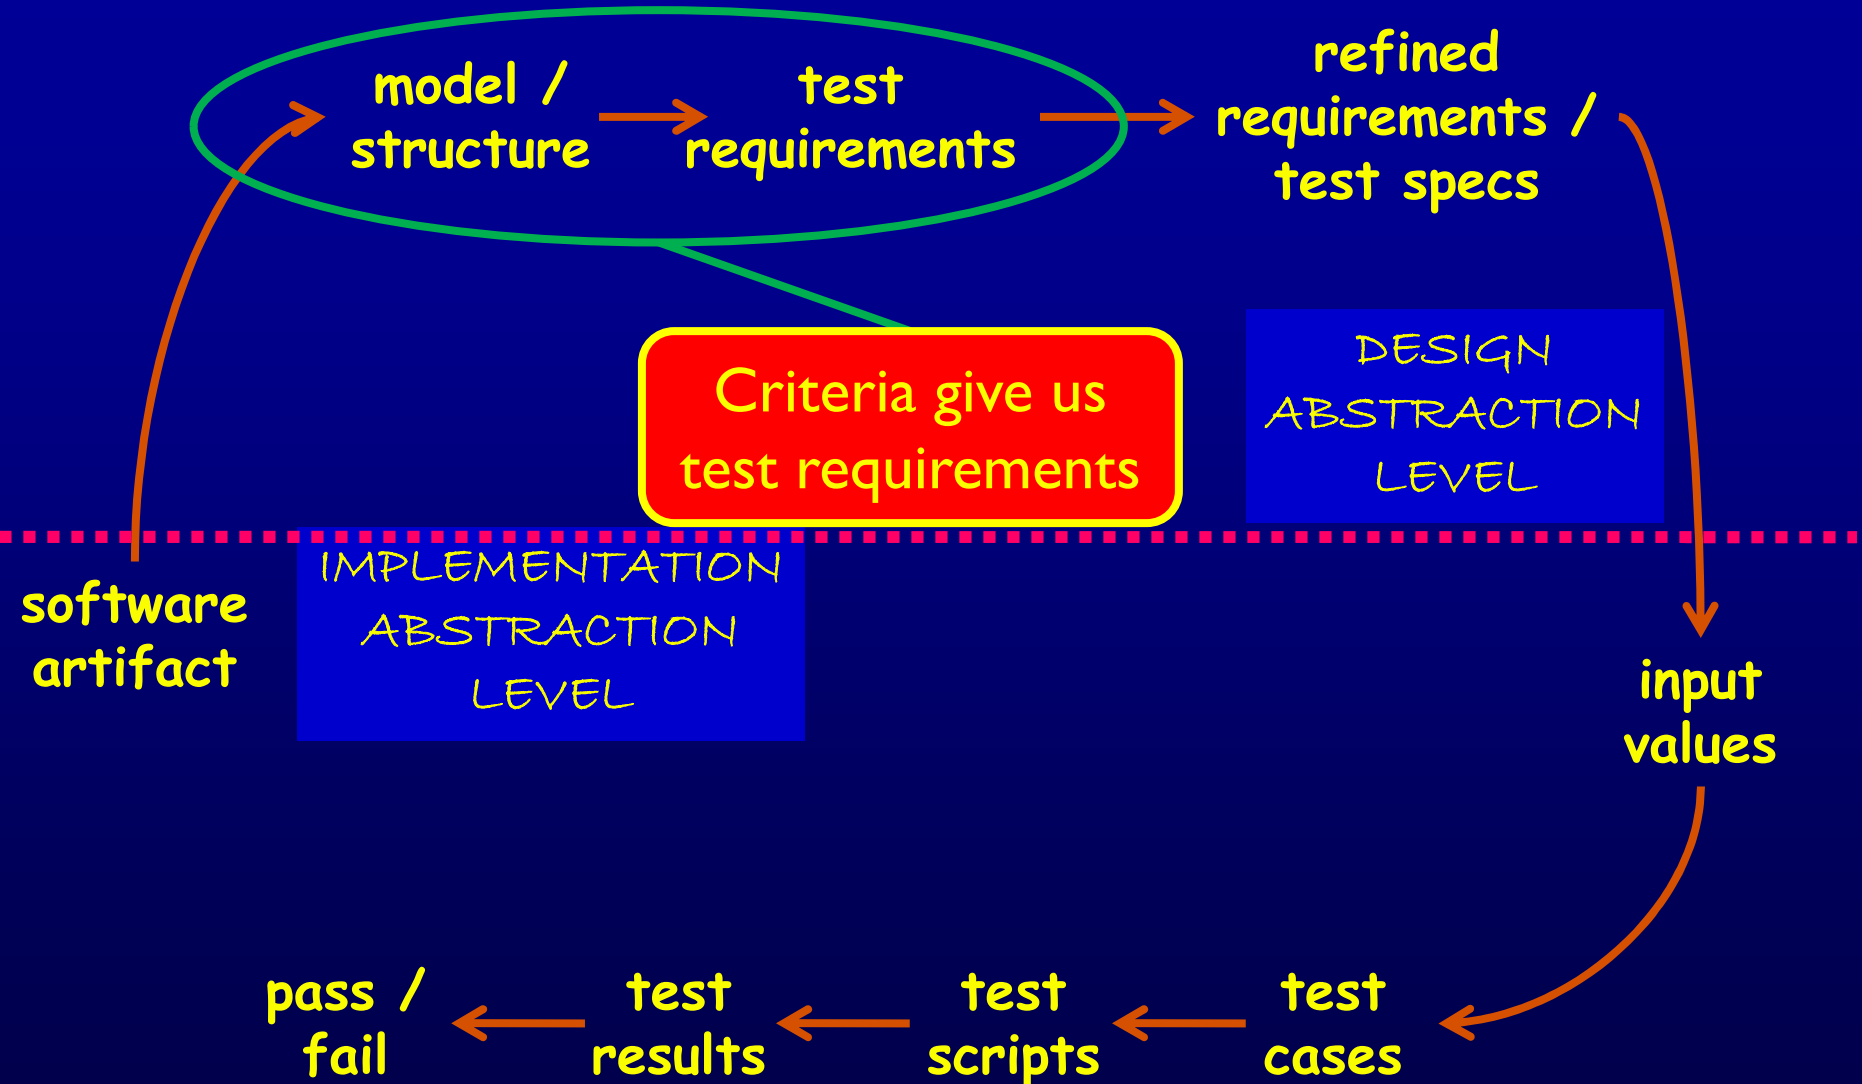 model /
structure
test
requirements
refined
requirements /
test specs
Criteria give us
test requirements
DESIGN
ABSTRACTION
LEVEL
IMPLEMENTATION
ABSTRACTION
LEVEL
software
artifact
input
values
pass /
fail
test
results
test
scripts
test
cases